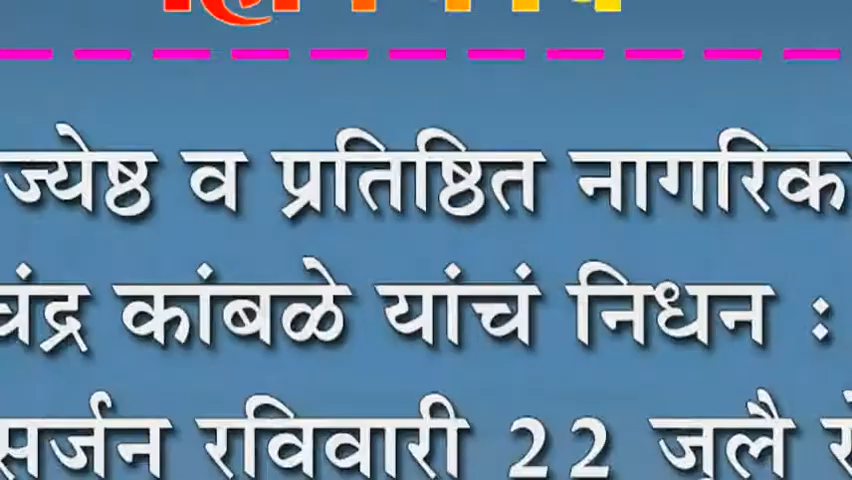 ज्येष्ठ व प्रतिष्ठित नागरिक
कांबळे यांचं निधन :
रविवारी 22 जुलै